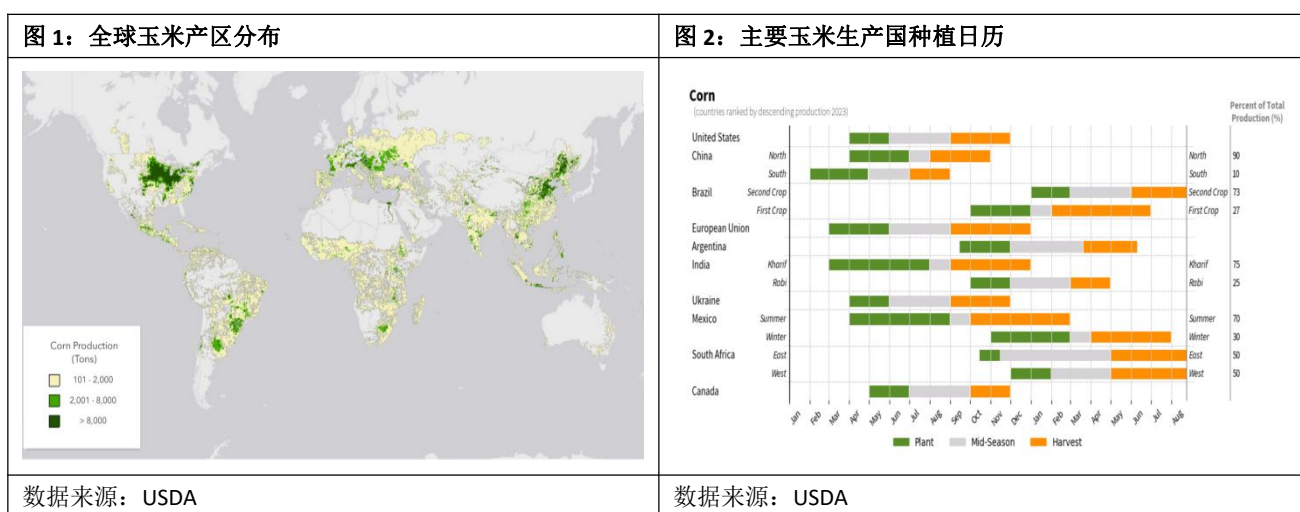 图 1：全球玉米产区分布
Corn Production
(Tons)
101 - 2,000
2,001 - 8,000
> 8,000
数据来源：USDA
图 2：主要玉米生产国种植日历
Corn
(countries ranked by descending production 2023)
Percent of Total
Production (%)
United States
China North North 90
South South 10
Brazil Second Crop Second Crop 73
First Crop First Crop 27
European Union
Argentina
India Kharif Kharif 75
Rabi Rabi 25
Ukraine
Mexico Summer Summer 70
Winter Winter 30
South Africa East East 50
West West 50
Canada
Jan Feb Mar Apr May Jun Jul Aug Sep Oct Nov Dec Jan Feb Mar Apr May Jun Jul Aug
Plant Mid-Season Harvest
数据来源：USDA